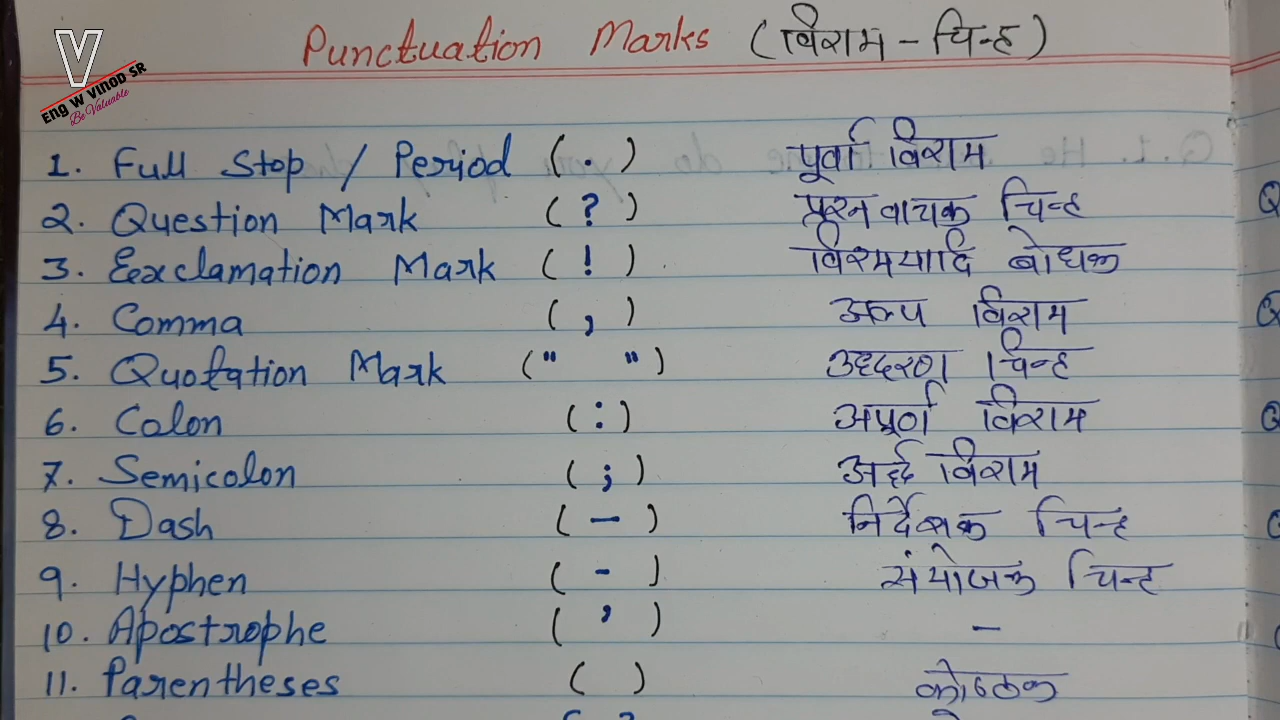 V
Eng W VINOD SR
Be Valuable
Punctuation Marks (विराम - चिन्ह)
1. Full Stop / Period ( . ) पूर्वा विराम
2. Question Mark ( ? ) प्रश्नवाचक चिन्ह
3. Exclamation Mark ( ! ) विस्मयादि बोधक
4. Comma ( , ) अल्प विराम
5. Quotation Mark (" ") उद्दरण चिन्ह
6. Colon ( : ) अपूर्ण विराम
7. Semicolon ( ; ) अर्द्ध विराम
8. Dash ( — ) निर्देशक चिन्ह
9. Hyphen ( - ) संयोजक चिन्ह
10. Apostrophe ( ' ) —
11. Parentheses ( ) कोष्ठक